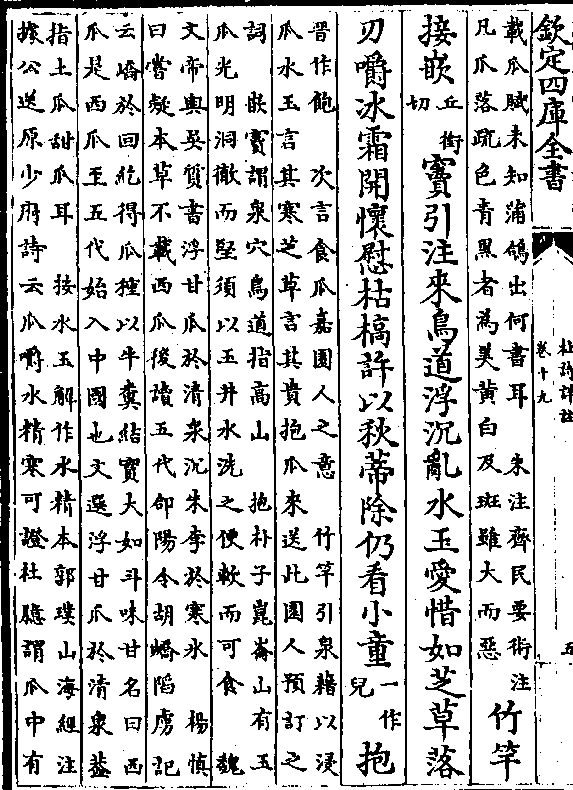 欽定四庫全書
杜詩詳註
卷十九
五
載瓜賦未知蒲鴿出何書耳　朱注齊民要術注
凡瓜落疏色青黑者為美黄白及斑雖大而惡
竹竿
接嵌丘銜切竇引注來鳥道浮沉亂水玉愛惜如芝草落
刃嚼冰霜開懷慰枯槁許以秋蒂除仍看小童一作兒抱
晉作飽　次言食瓜嘉園人之意　竹竿引泉藉以浸
瓜水玉言其寒芝草言其貴抱瓜來送此園人預訂之
詞　嵌竇謂泉穴鳥道指高山　抱朴子崑崙山有玉
瓜光明洞徹而堅須以玉井水洗之便軟而可食　魏
文帝與吳質書浮甘瓜於清泉沉朱李於寒水　楊慎
曰嘗疑本草不載西瓜後讀五代郃陽令胡嶠陷虜記
云嶠於回紇得瓜種以牛糞結實大如斗味甘名曰西
瓜是西瓜至五代始入中國也文選浮甘瓜於清泉葢
指土瓜甜瓜耳　按水玉解作水精本郭璞山海經注
據公送原少府詩云瓜嚼水精寒可證杜臆謂瓜中有